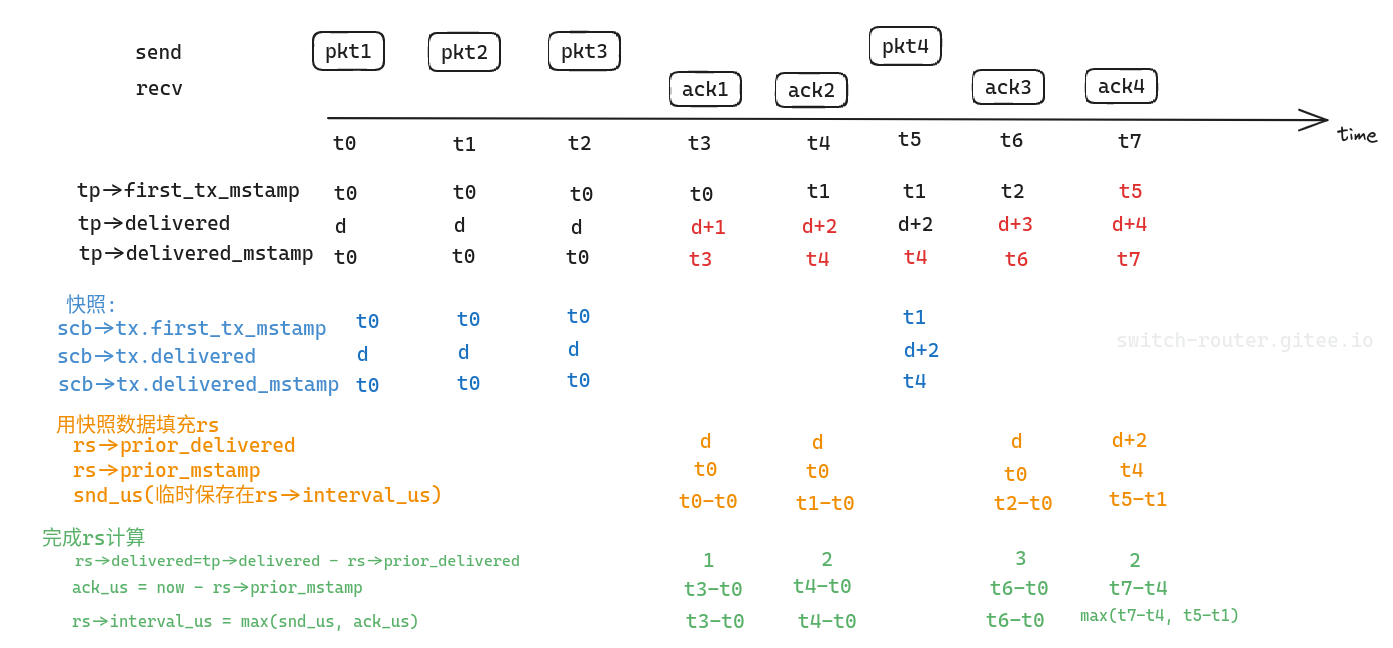 send pkt1 pkt2 pkt3 pkt4
recv ack1 ack2 ack3 ack4
time
t0 t1 t2 t3 t4 t5 t6 t7
tp->first_tx_mstamp t0 t0 t0 t0 t1 t1 t2 t5
tp->delivered d d d d+1 d+2 d+2 d+3 d+4
tp->delivered_mstamp t0 t0 t0 t3 t4 t4 t6 t7
快照:
scb->tx.first_tx_mstamp t0 t0 t0 t1
scb->tx.delivered d d d d+2
scb->tx.delivered_mstamp t0 t0 t0 t4
switch-router.gitee.io
用快照数据填充rs
rs->prior_delivered d d d d+2
rs->prior_mstamp t0 t0 t0 t4
snd_us(临时保存在rs->interval_us) t0-t0 t1-t0 t2-t0 t5-t1
完成rs计算
rs->delivered=tp->delivered - rs->prior_delivered 1 2 3 2
ack_us = now - rs->prior_mstamp t3-t0 t4-t0 t6-t0 t7-t4
rs->interval_us = max(snd_us, ack_us) t3-t0 t4-t0 t6-t0 max(t7-t4, t5-t1)